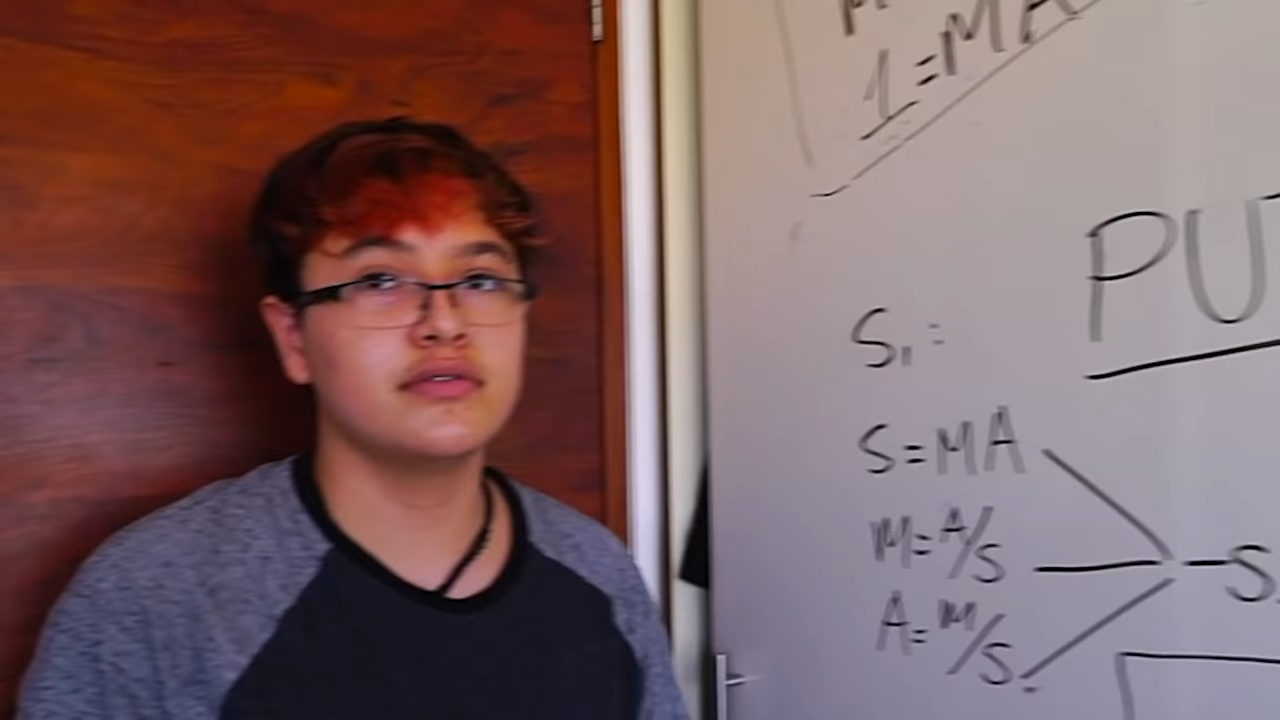 1=MA
PU
S1=
S=MA
M=A/S
A=M/S
S